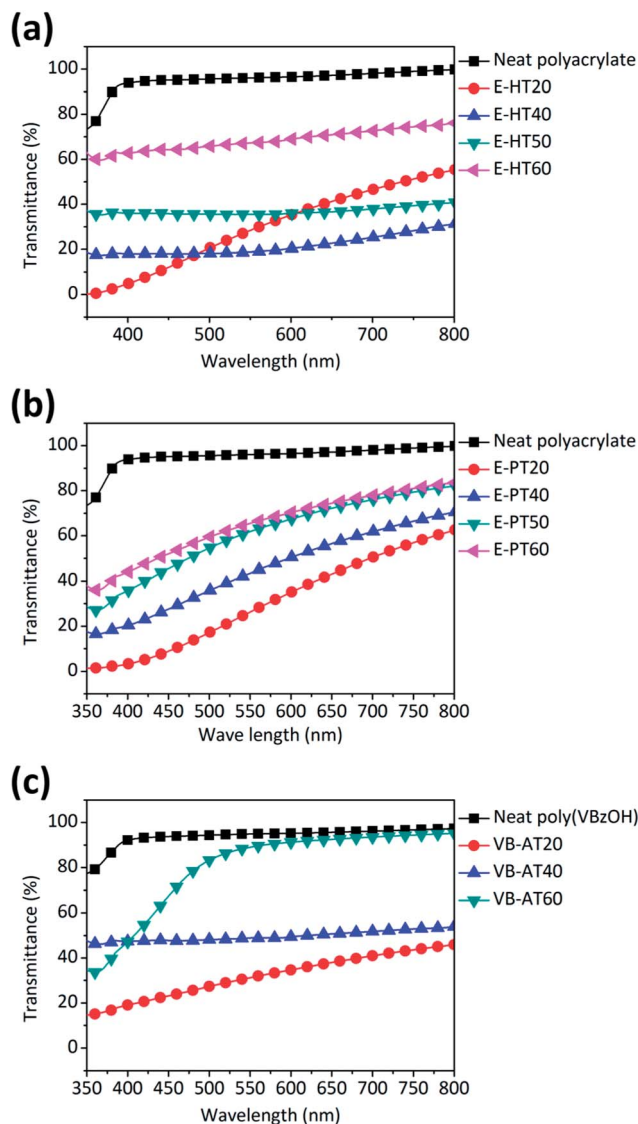 (a)
Transmittance (%)
100
80
60
40
20
0
400 500 600 700 800
Wavelength (nm)
Neat polyacrylate
E-HT20
E-HT40
E-HT50
E-HT60
(b)
Transmittance (%)
100
80
60
40
20
0
350 400 450 500 550 600 650 700 750 800
Wave length (nm)
Neat polyacrylate
E-PT20
E-PT40
E-PT50
E-PT60
(c)
Transmittance (%)
100
80
60
40
20
0
350 400 450 500 550 600 650 700 750 800
Wavelength (nm)
Neat poly(VBzOH)
VB-AT20
VB-AT40
VB-AT60